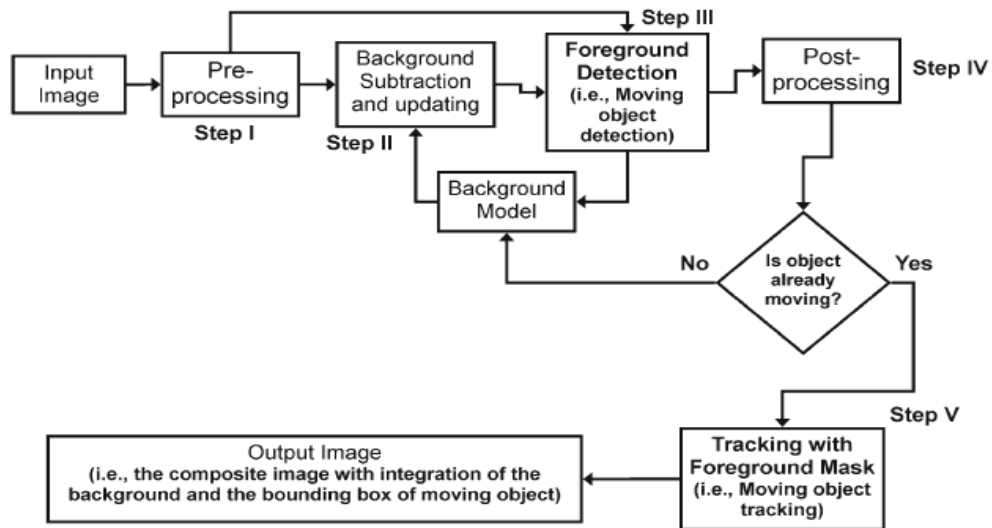 Input
Image
Pre-
processing
Step I
Background
Subtraction
and updating
Step II
Step III
Foreground
Detection
(i.e., Moving
object
detection)
Post-
processing
Step IV
Background
Model
No
Is object
already
moving?
Yes
Step V
Tracking with
Foreground Mask
(i.e., Moving object
tracking)
Output Image
(i.e., the composite image with integration of the
background and the bounding box of moving object)